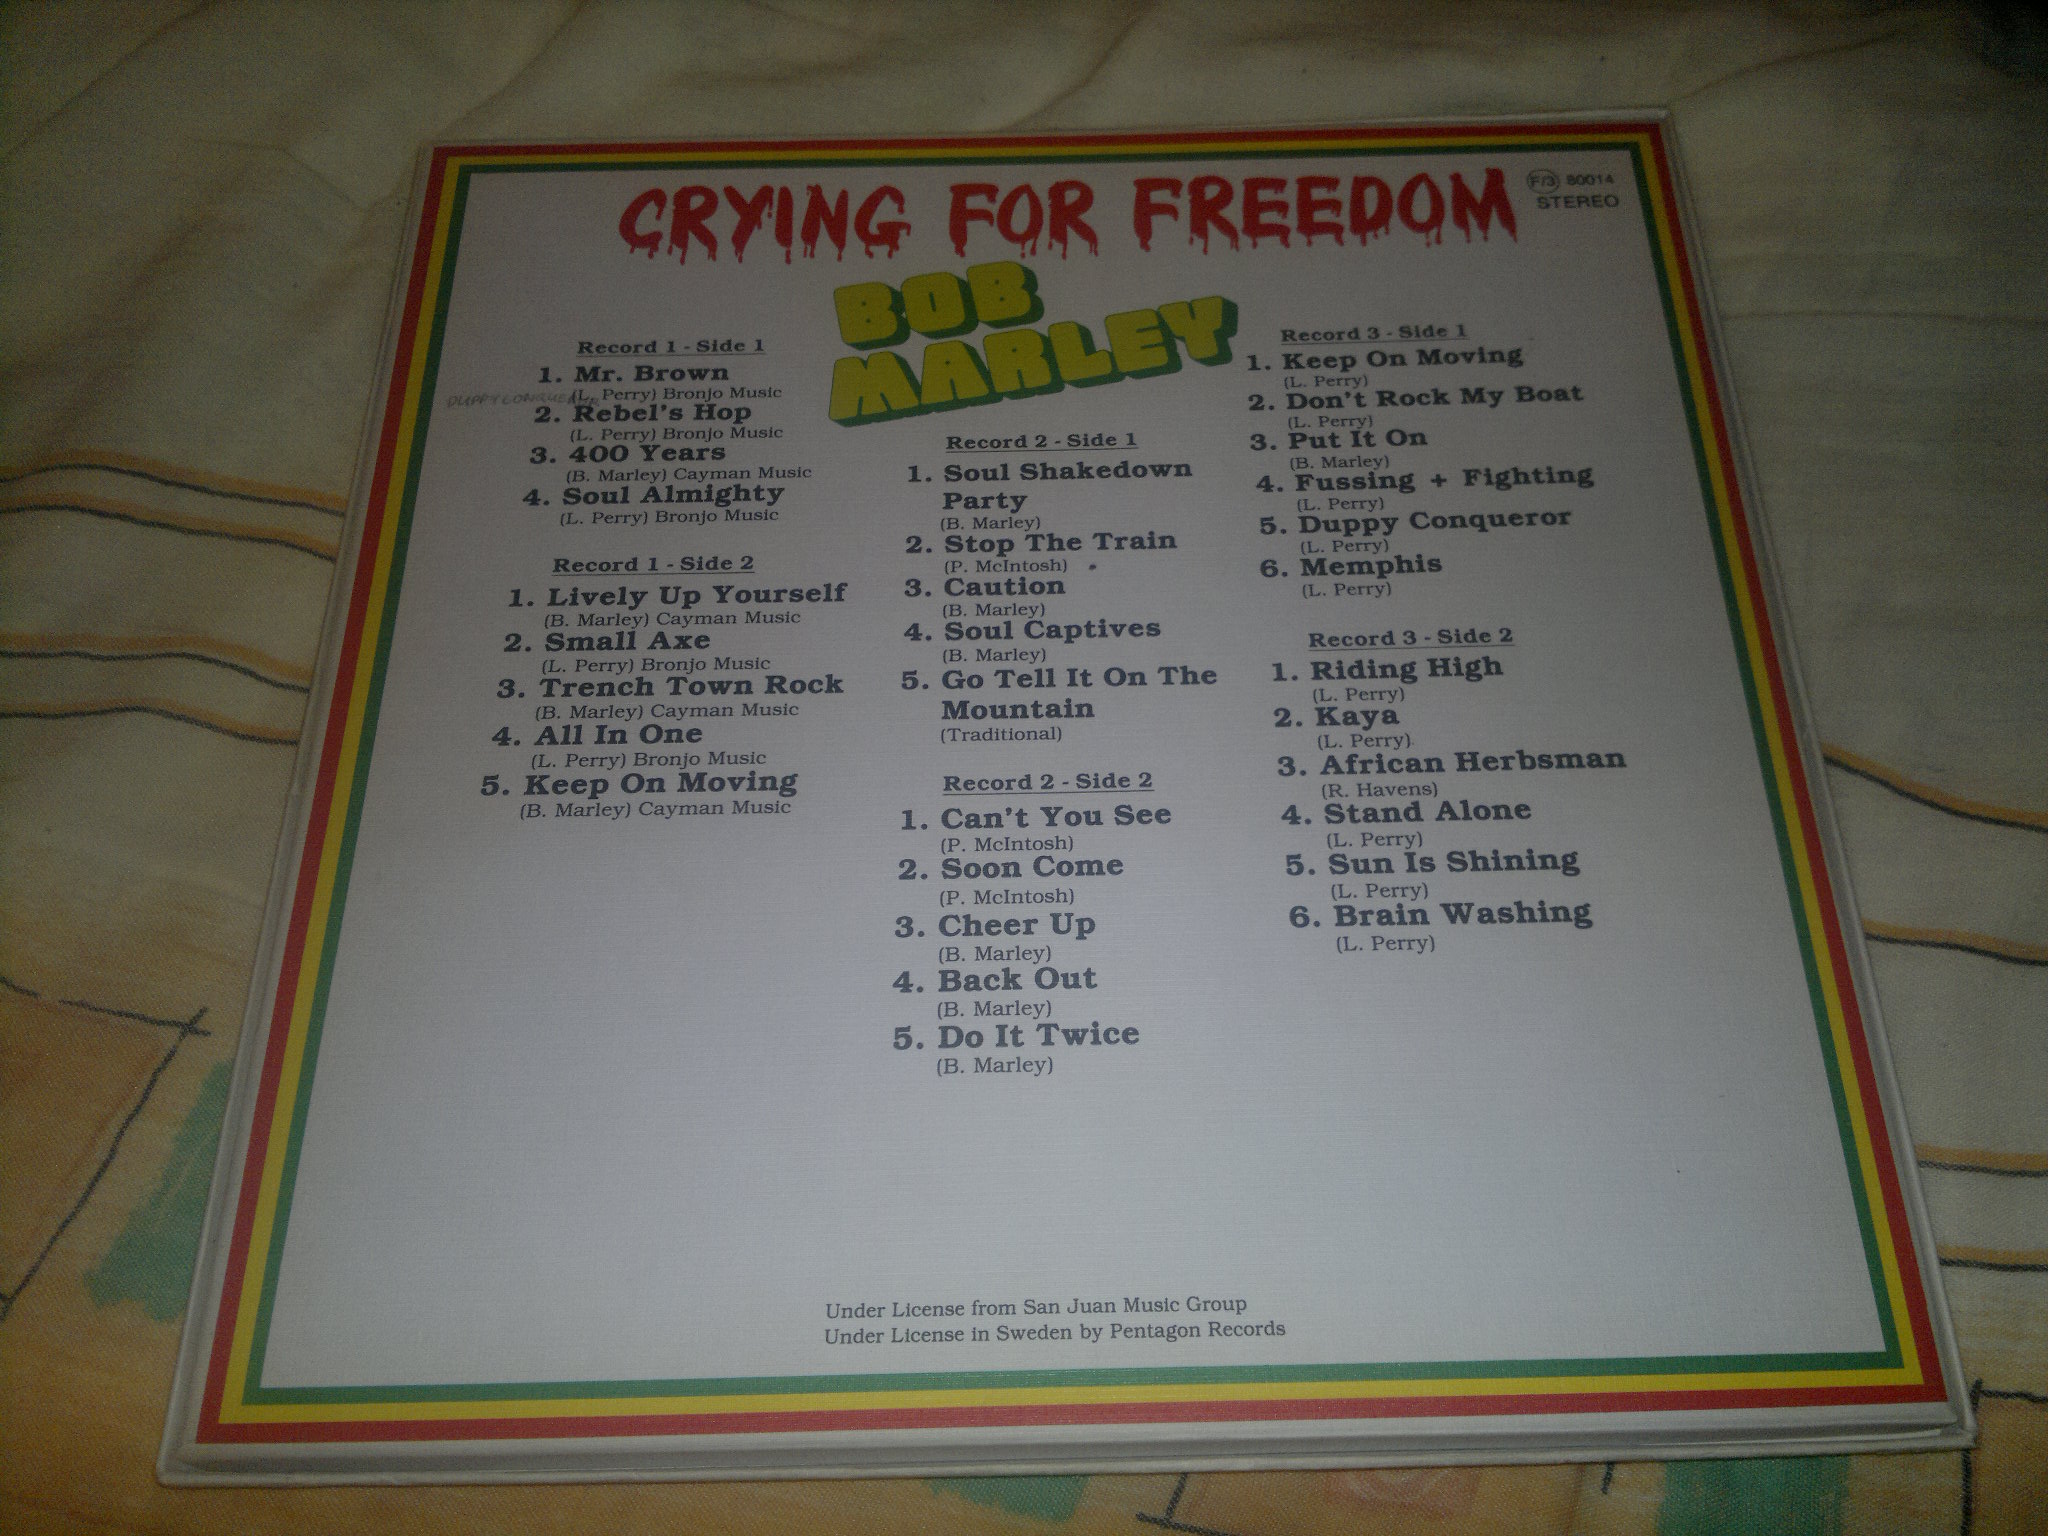 CRYING FOR FREEDOM
F/3 80014
STEREO
BOB
MARLEY
Record 1 - Side 1
1. Mr. Brown
(L. Perry) Bronjo Music
DUPPY CONQUEROR
2. Rebel's Hop
(L. Perry) Bronjo Music
3. 400 Years
(B. Marley) Cayman Music
4. Soul Almighty
(L. Perry) Bronjo Music
Record 1 - Side 2
1. Lively Up Yourself
(B. Marley) Cayman Music
2. Small Axe
(L. Perry) Bronjo Music
3. Trench Town Rock
(B. Marley) Cayman Music
4. All In One
(L. Perry) Bronjo Music
5. Keep On Moving
(B. Marley) Cayman Music
Record 2 - Side 1
1. Soul Shakedown
Party
(B. Marley)
2. Stop The Train
(P. McIntosh)
3. Caution
(B. Marley)
4. Soul Captives
(B. Marley)
5. Go Tell It On The
Mountain
(Traditional)
Record 2 - Side 2
1. Can't You See
(P. McIntosh)
2. Soon Come
(P. McIntosh)
3. Cheer Up
(B. Marley)
4. Back Out
(B. Marley)
5. Do It Twice
(B. Marley)
Record 3 - Side 1
1. Keep On Moving
(L. Perry)
2. Don't Rock My Boat
(L. Perry)
3. Put It On
(B. Marley)
4. Fussing + Fighting
(L. Perry)
5. Duppy Conqueror
(L. Perry)
6. Memphis
(L. Perry)
Record 3 - Side 2
1. Riding High
(L. Perry)
2. Kaya
(L. Perry)
3. African Herbsman
(R. Havens)
4. Stand Alone
(L. Perry)
5. Sun Is Shining
(L. Perry)
6. Brain Washing
(L. Perry)
Under License from San Juan Music Group
Under License in Sweden by Pentagon Records